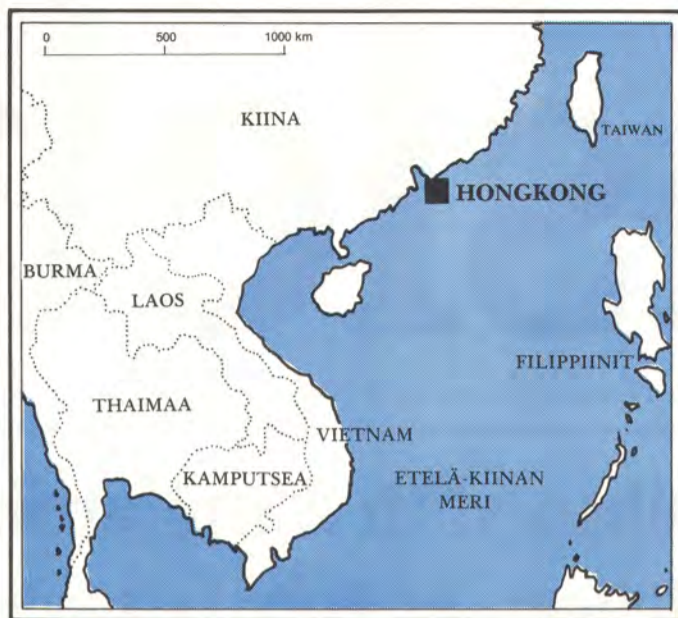 0 500 1000 km
KIINA
TAIWAN
HONGKONG
BURMA
LAOS
FILIPPIINIT
THAIMAA
VIETNAM
KAMPUTSEA
ETELÄ-KIINAN
MERI